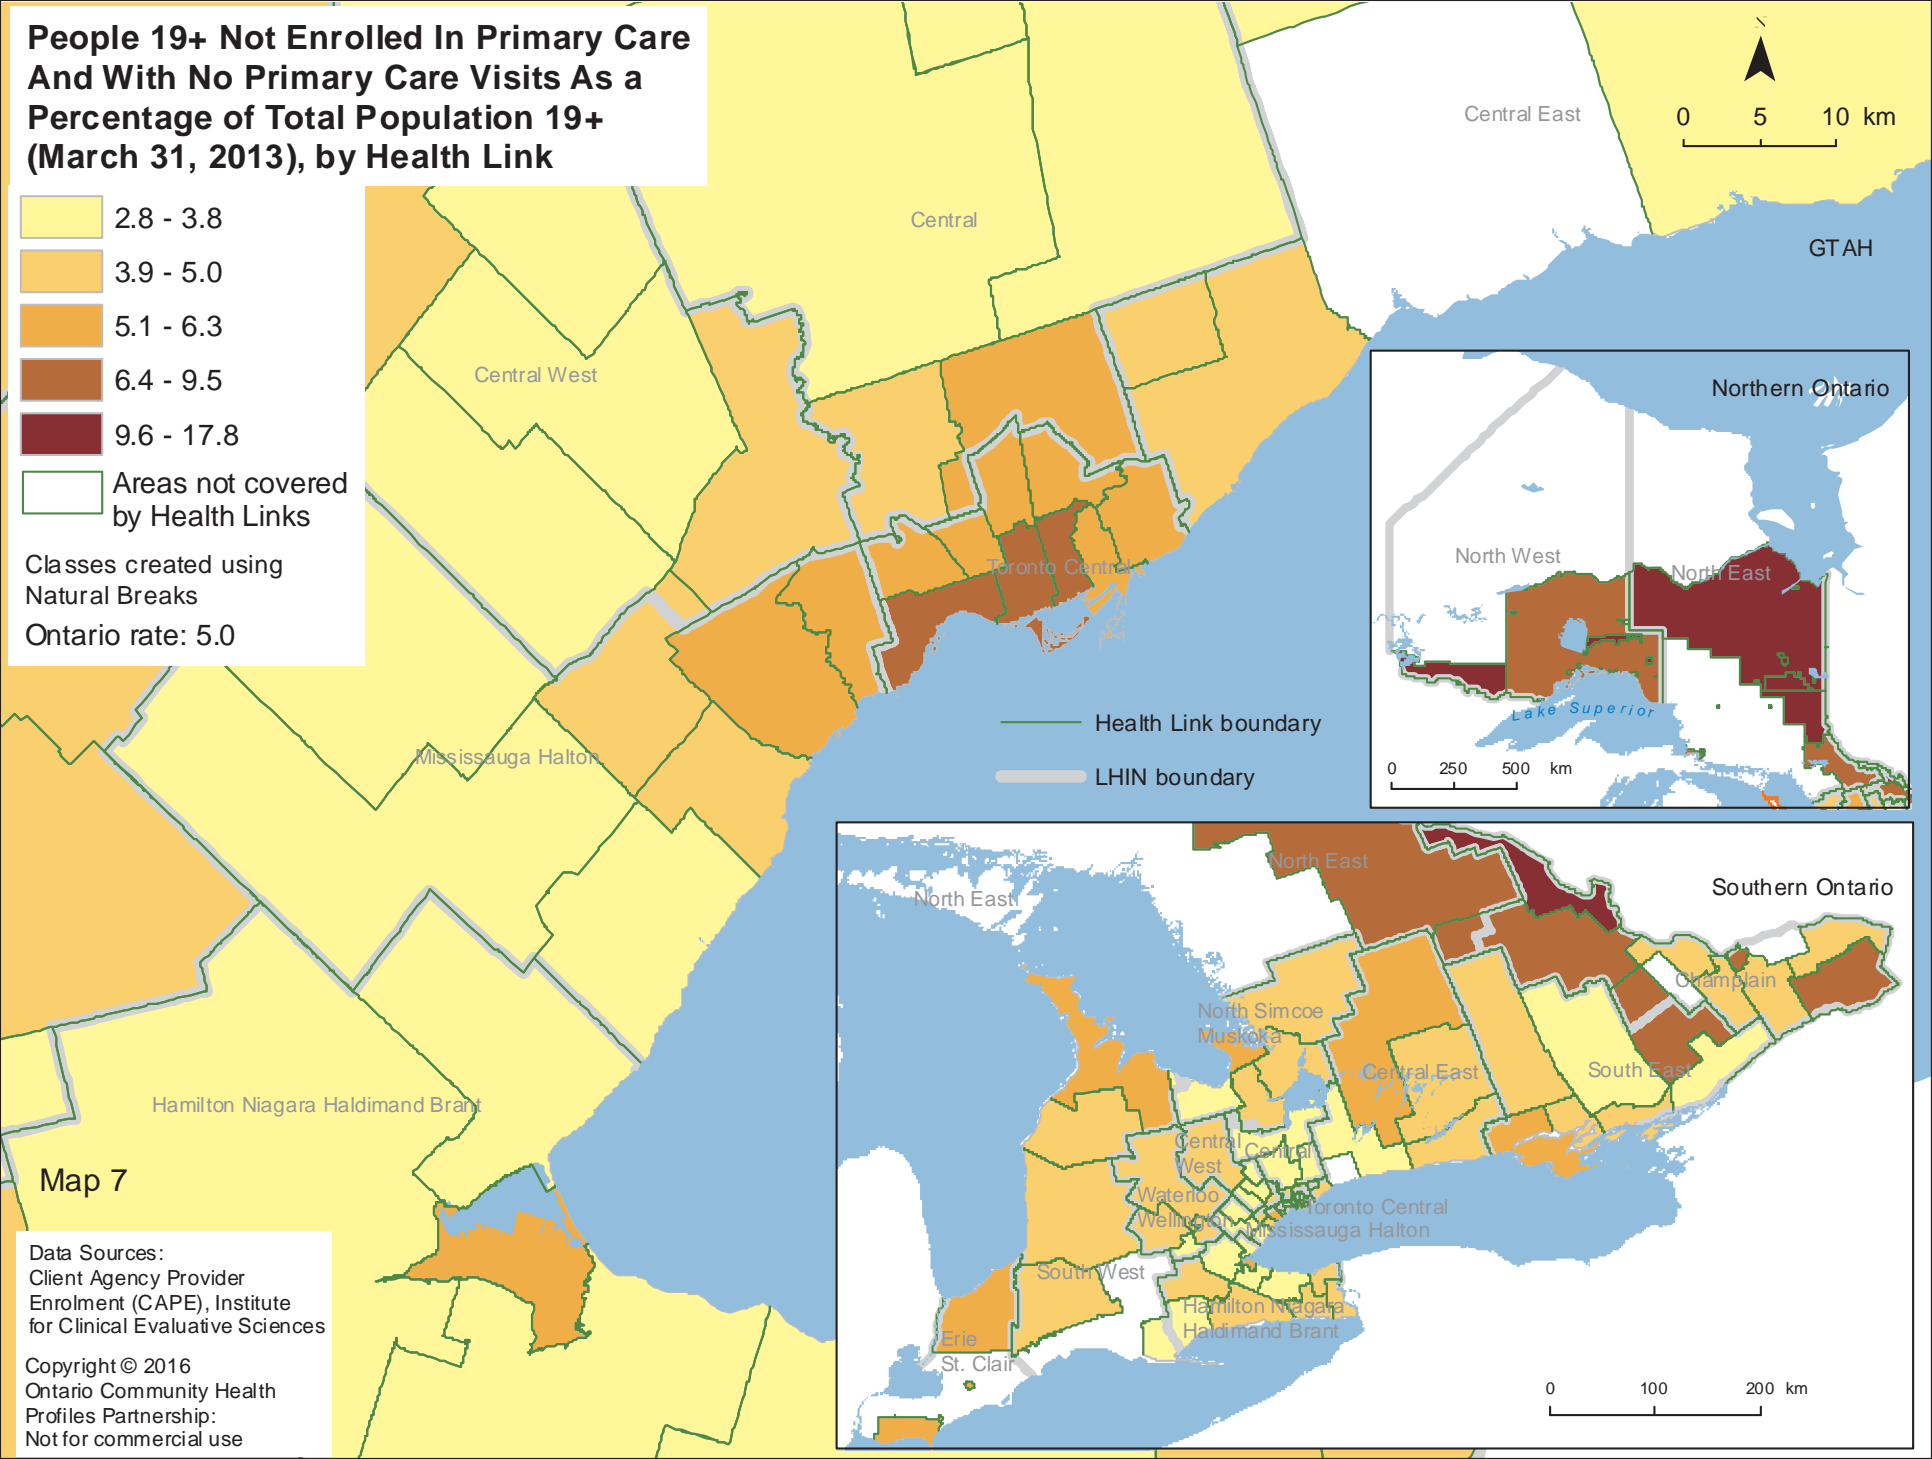 People 19+ Not Enrolled In Primary Care
And With No Primary Care Visits As a
Percentage of Total Population 19+
(March 31, 2013), by Health Link
2.8 - 3.8
3.9 - 5.0
5.1 - 6.3
6.4 - 9.5
9.6 - 17.8
Areas not covered
by Health Links
Classes created using
Natural Breaks
Ontario rate: 5.0
N
0 5 10 km
GTAH
Central East
Central
Central West
Toronto Central
Mississauga Halton
Hamilton Niagara Haldimand Brant
Health Link boundary
LHIN boundary
Northern Ontario
North West
North East
Lake Superior
0 250 500 km
Southern Ontario
North East
North East
Champlain
North Simcoe
Muskoka
Central East
South East
Central
West
Central
Waterloo
Wellington
Toronto Central
Mississauga Halton
South West
Hamilton Niagara
Haldimand Brant
Erie
St. Clair
0 100 200 km
Map 7
Data Sources:
Client Agency Provider
Enrolment (CAPE), Institute
for Clinical Evaluative Sciences
Copyright © 2016
Ontario Community Health
Profiles Partnership:
Not for commercial use